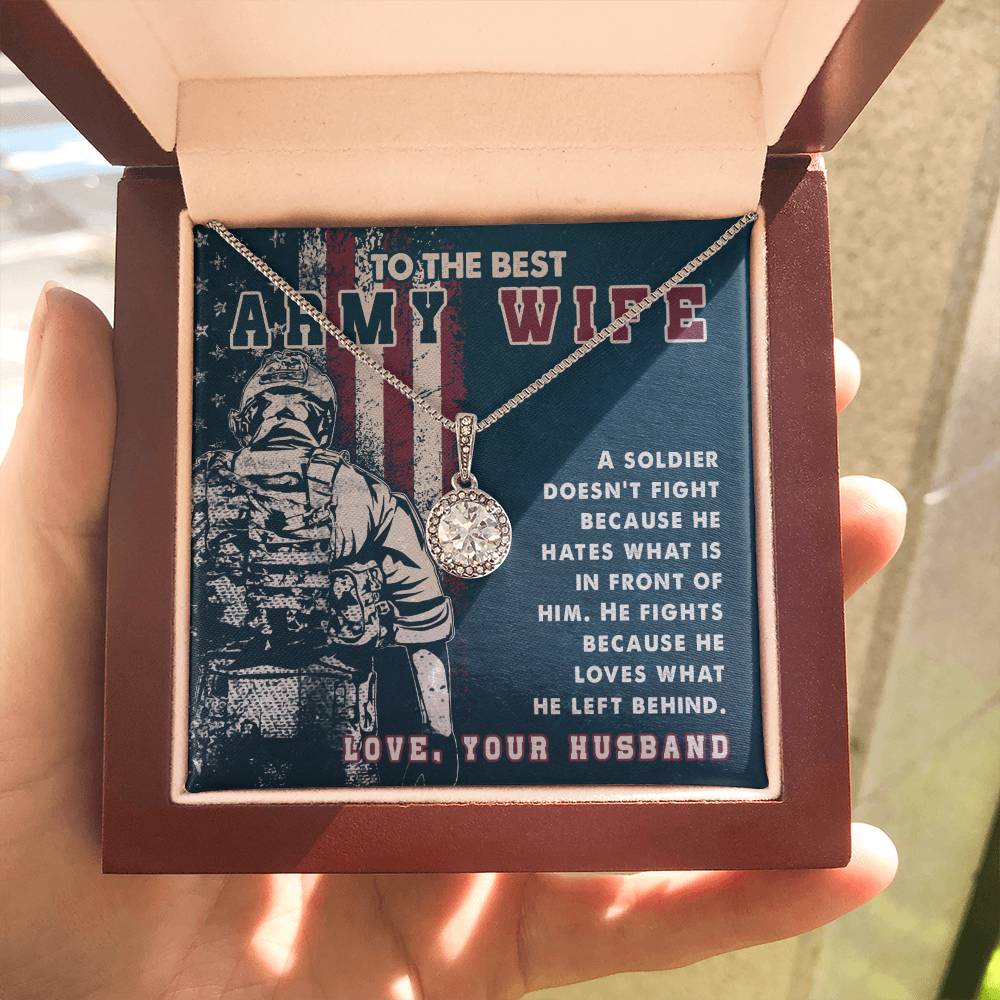 TO THE BEST
ARMY WIFE
A SOLDIER
DOESN'T FIGHT
BECAUSE HE
HATES WHAT IS
IN FRONT OF
HIM. HE FIGHTS
BECAUSE HE
LOVES WHAT
HE LEFT BEHIND.
LOVE, YOUR HUSBAND